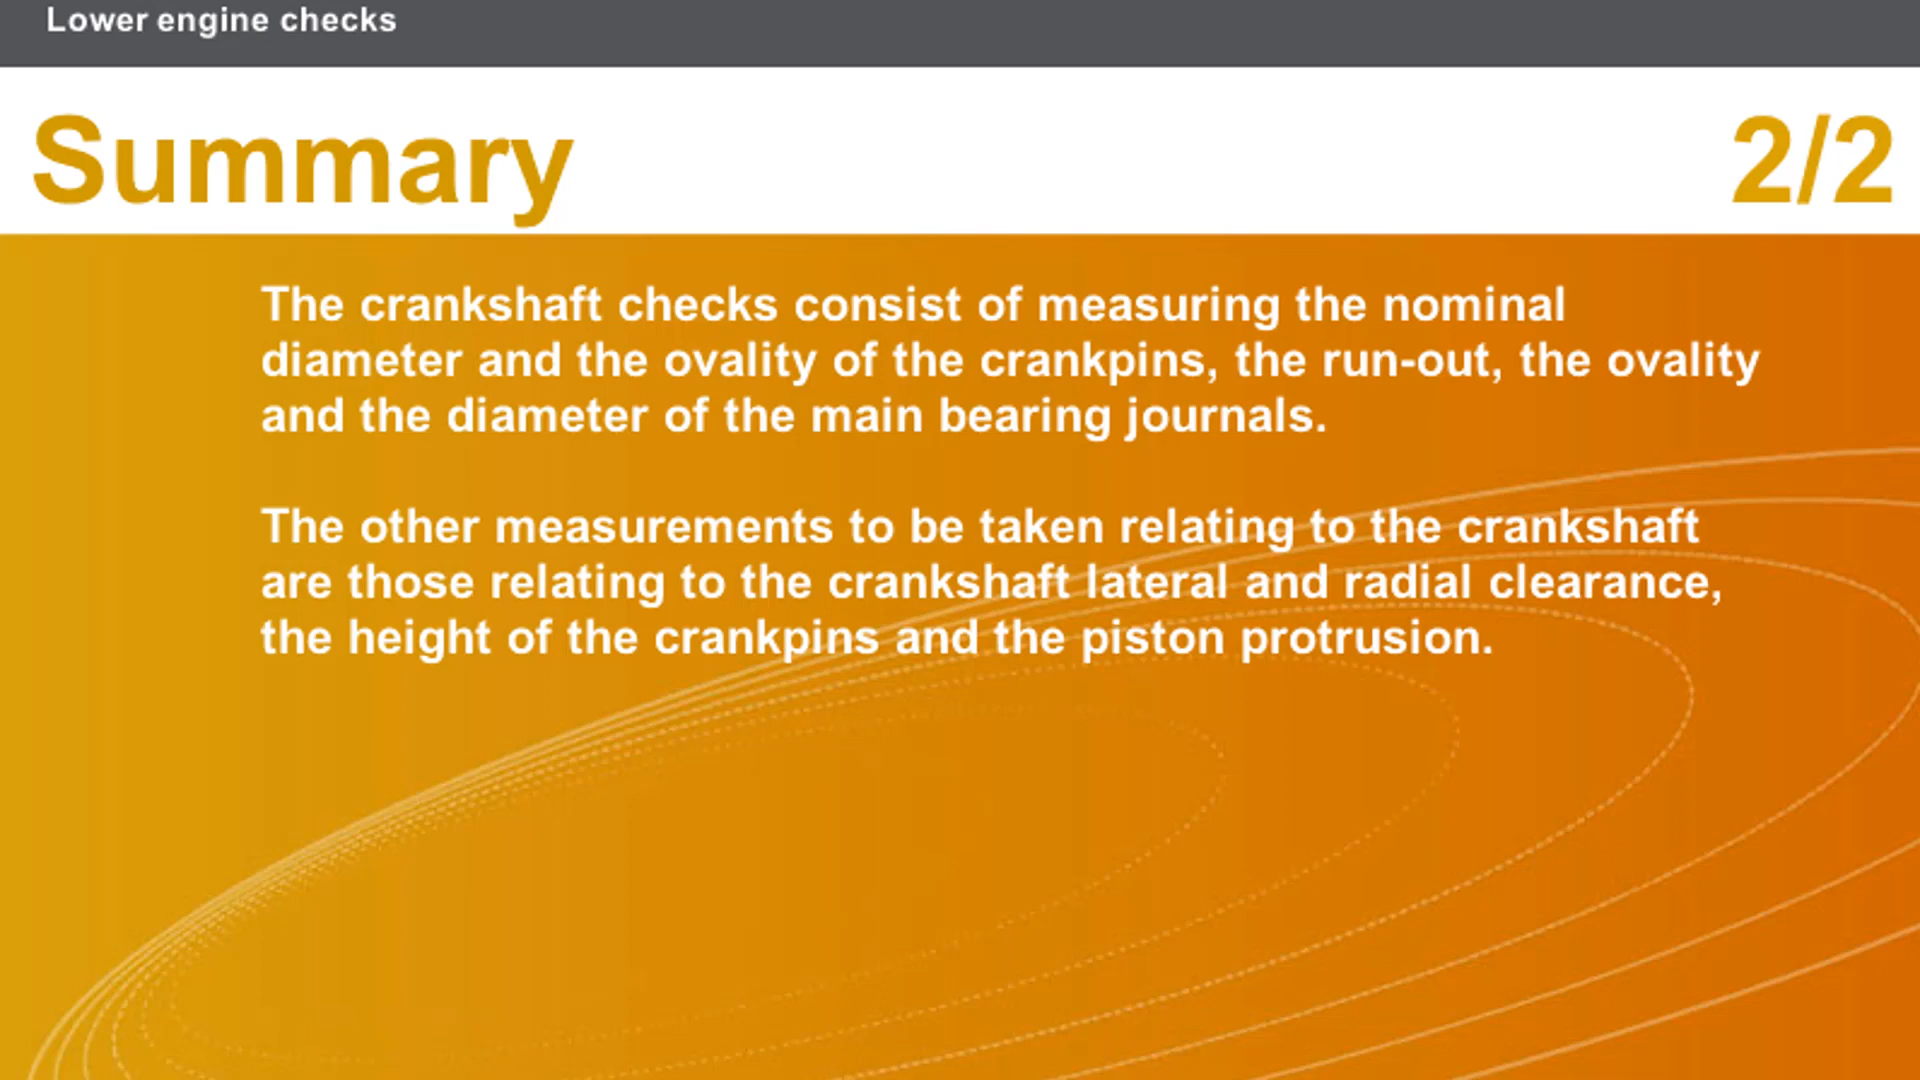 Lower engine checks
Summary 2/2
The crankshaft checks consist of measuring the nominal
diameter and the ovality of the crankpins, the run-out, the ovality
and the diameter of the main bearing journals.
The other measurements to be taken relating to the crankshaft
are those relating to the crankshaft lateral and radial clearance,
the height of the crankpins and the piston protrusion.